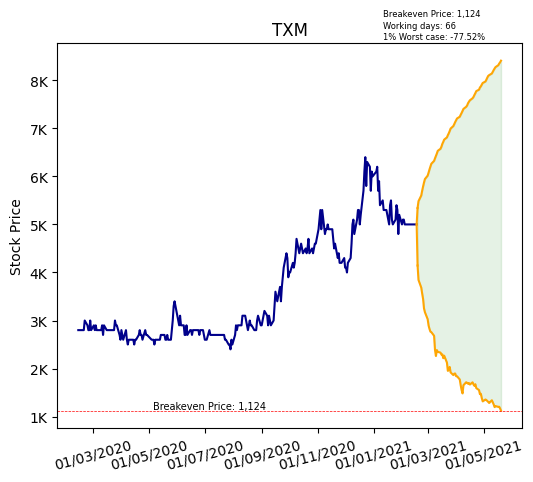 Breakeven Price: 1,124
Working days: 66
1% Worst case: -77.52%
TXM
8K
7K
6K
5K
4K
3K
2K
1K
Stock Price
Breakeven Price: 1,124
01/03/2020 01/05/2020 01/07/2020 01/09/2020 01/11/2020 01/01/2021 01/03/2021 01/05/2021